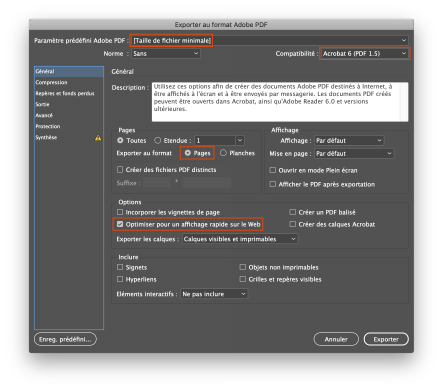 Exporter au format Adobe PDF
Paramètre prédéfini Adobe PDF : [Taille de fichier minimale]
Norme : Sans Compatibilité : Acrobat 6 (PDF 1.5)
Général
Compression
Repères et fonds perdus
Sortie
Avancé
Protection
Synthèse
Général
Description : Utilisez ces options afin de créer des documents Adobe PDF destinés à Internet, à
être affichés à l'écran et à être envoyés par messagerie. Les documents PDF créés
peuvent être ouverts dans Acrobat, ainsi qu'Adobe Reader 6.0 et versions
ultérieures.
Pages
Toutes Etendue : 1
Exporter au format Pages Planches
Créer des fichiers PDF distincts
Suffixe : *
Affichage
Affichage : Par défaut
Mise en page : Par défaut
Ouvrir en mode Plein écran
Afficher le PDF après exportation
Options
Incorporer les vignettes de page Créer un PDF balisé
Optimiser pour un affichage rapide sur le Web Créer des calques Acrobat
Exporter les calques : Calques visibles et imprimables
Inclure
Signets Objets non imprimables
Hyperliens Grilles et repères visibles
Eléments interactifs : Ne pas inclure
Enreg. prédéfini... Annuler Exporter